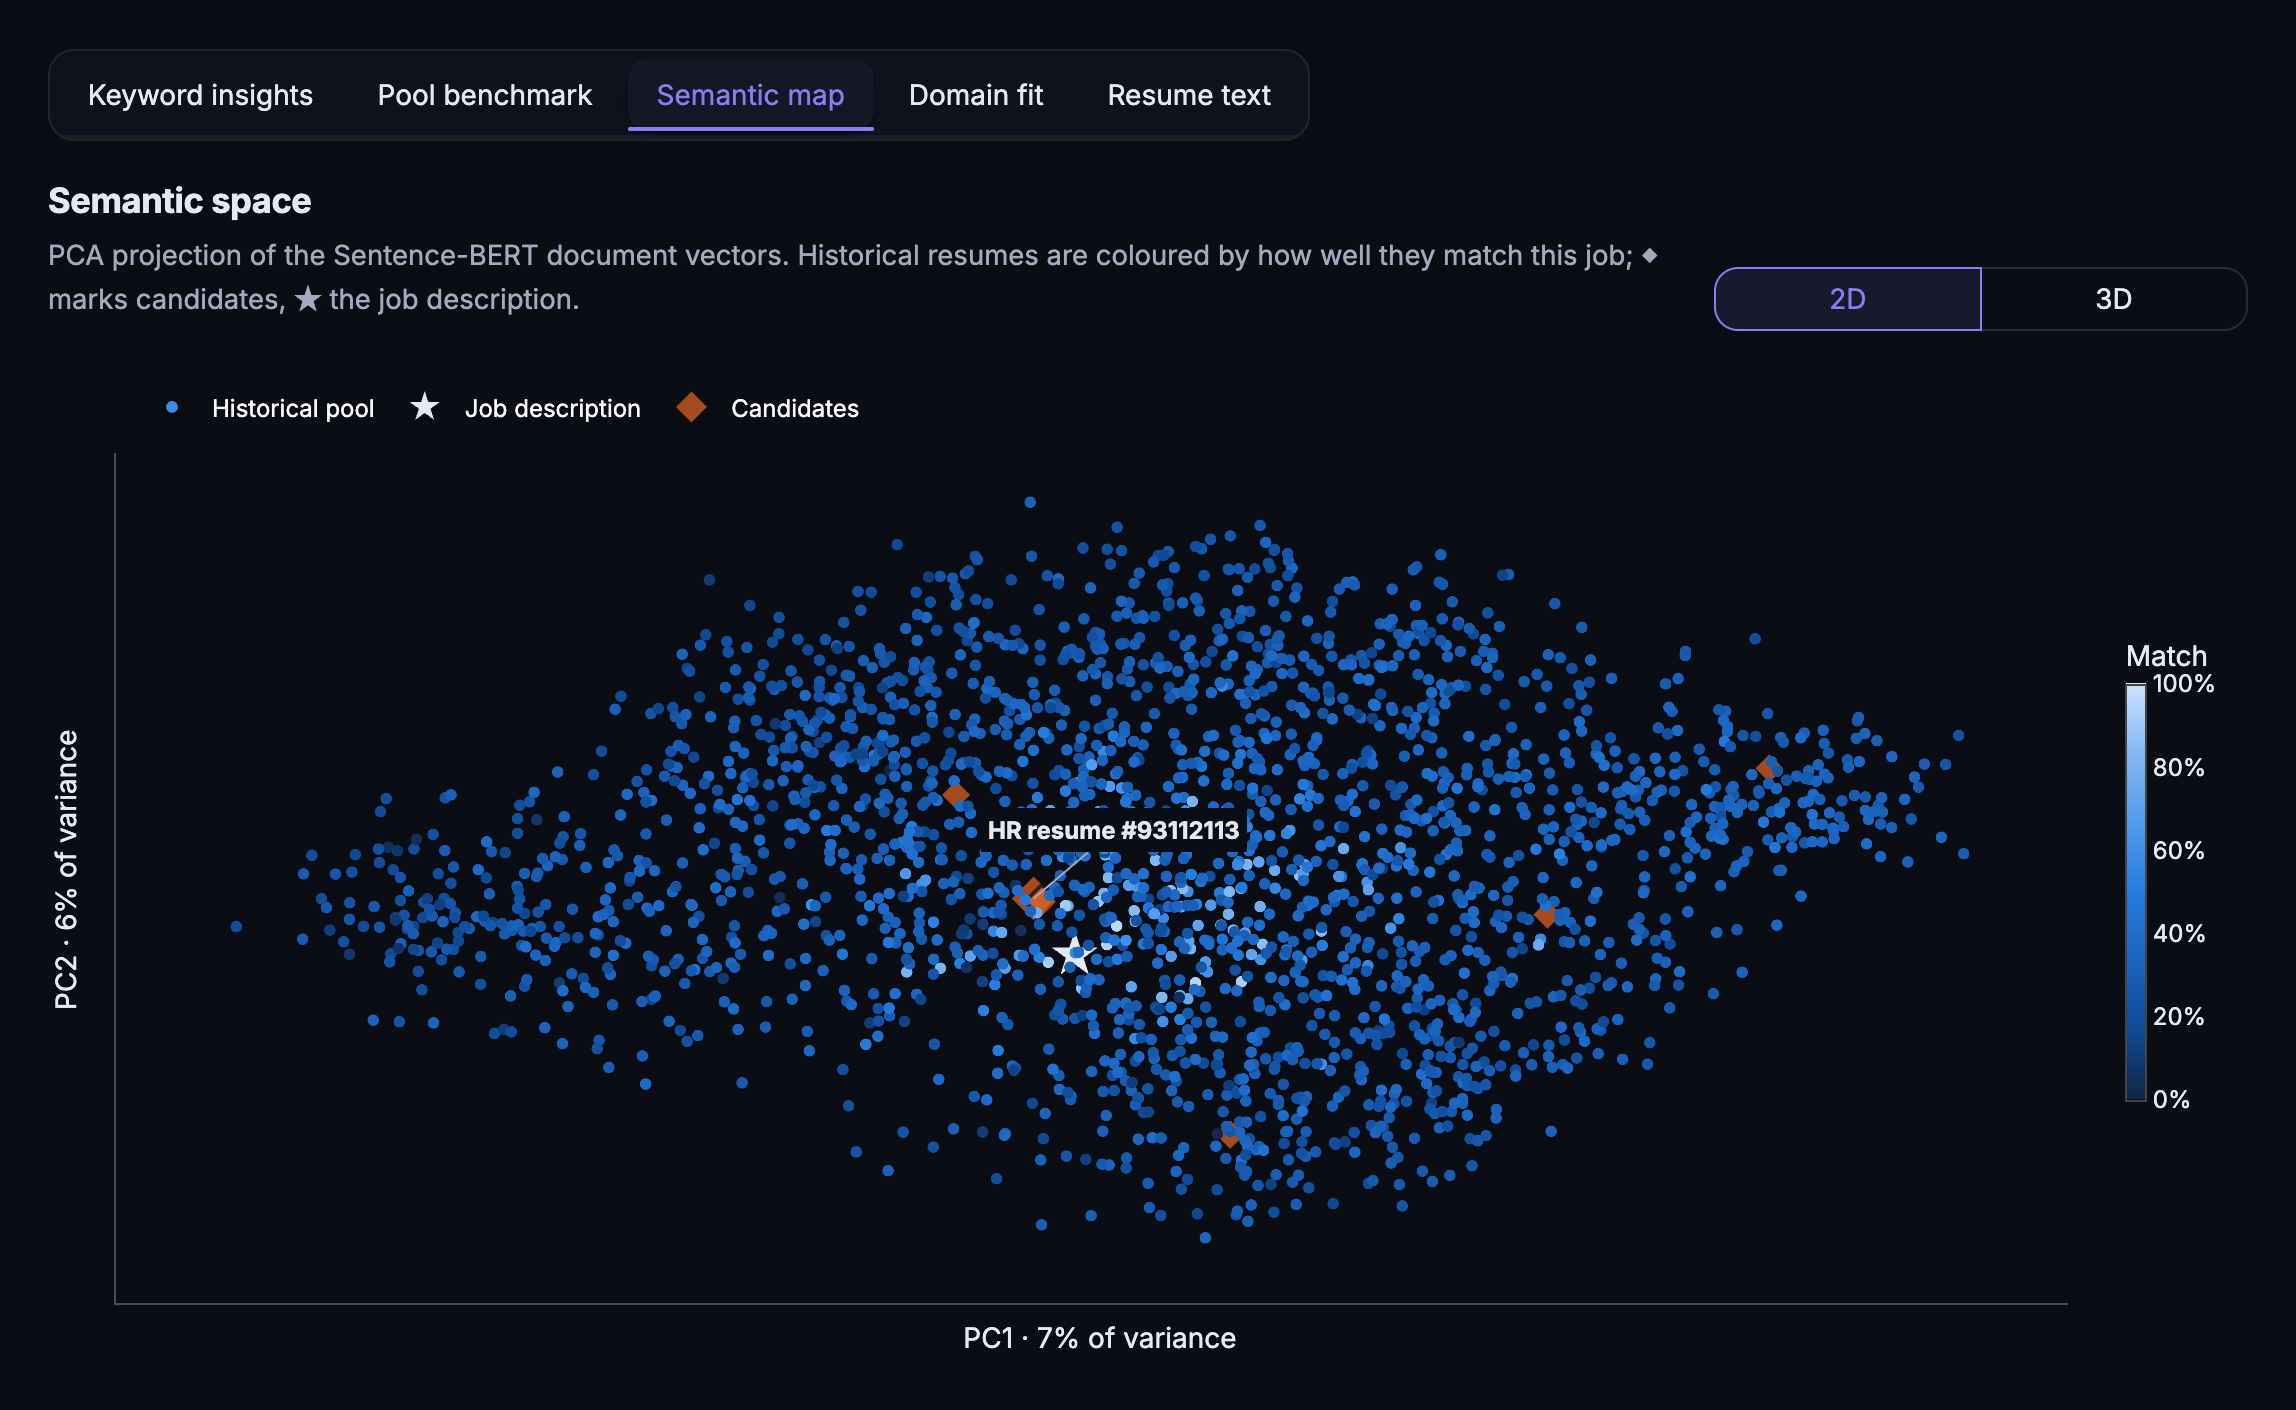 Keyword insights
Pool benchmark
Semantic map
Domain fit
Resume text
Semantic space
PCA projection of the Sentence-BERT document vectors. Historical resumes are coloured by how well they match this job; ◆
marks candidates, ★ the job description.
2D
3D
Historical pool
Job description
Candidates
HR resume #93112113
PC2 · 6% of variance
PC1 · 7% of variance
Match
100%
80%
60%
40%
20%
0%